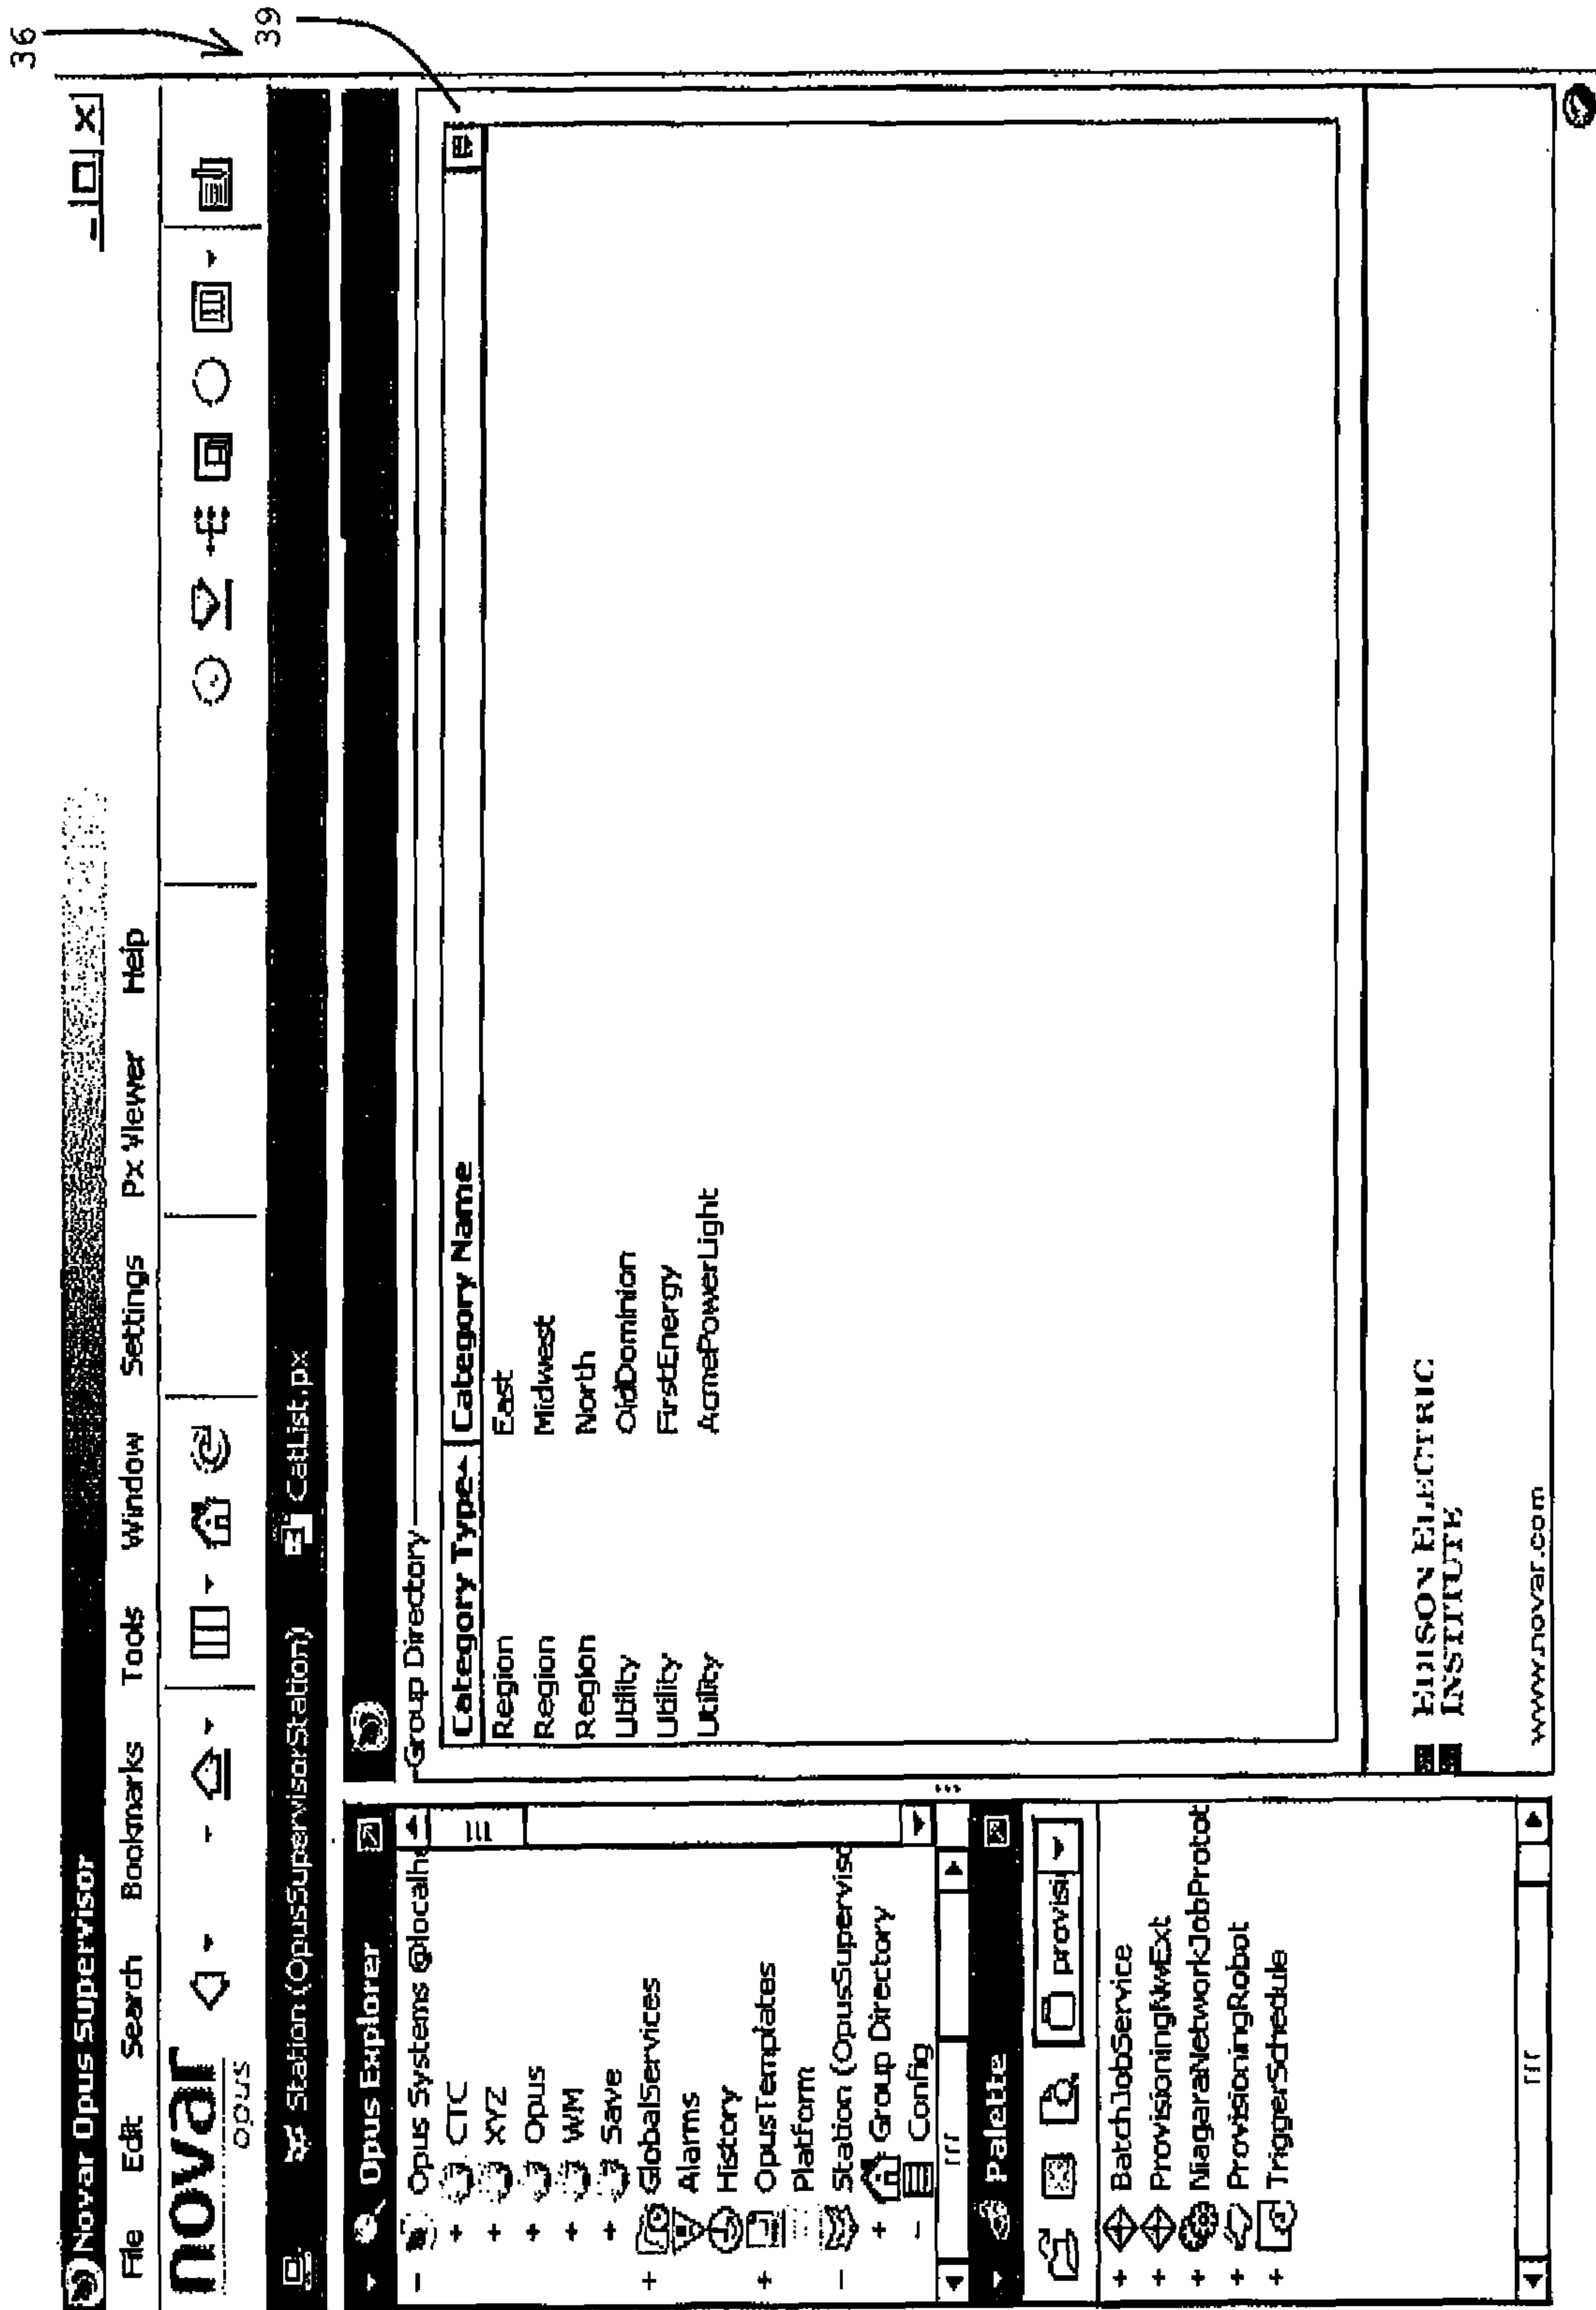 36
39
Novar Opus Supervisor
File Edit Search Bookmarks Tools Window Settings Px Viewer Help
novar
opus
Station (OpusSupervisorStation) CatList.px
Opus Explorer
Opus Systems @localhe
CTC
XYZ
Opus
WM
Save
GlobalServices
Alarms
History
OpusTemplates
Platform
Station (OpusSuperviso
Group Directory
Config
Palette
provisi
BatchJobService
ProvisioningNwExt
NiagaraNetworkJobProtot
ProvisioningRobot
TriggerSchedule
Group Directory
Category Type Category Name
Region East
Region Midwest
Region North
Utility OldDominion
Utility FirstEnergy
Utility AcmePowerLight
EDISON ELECTRIC
INSTITUTE
www.novar.com